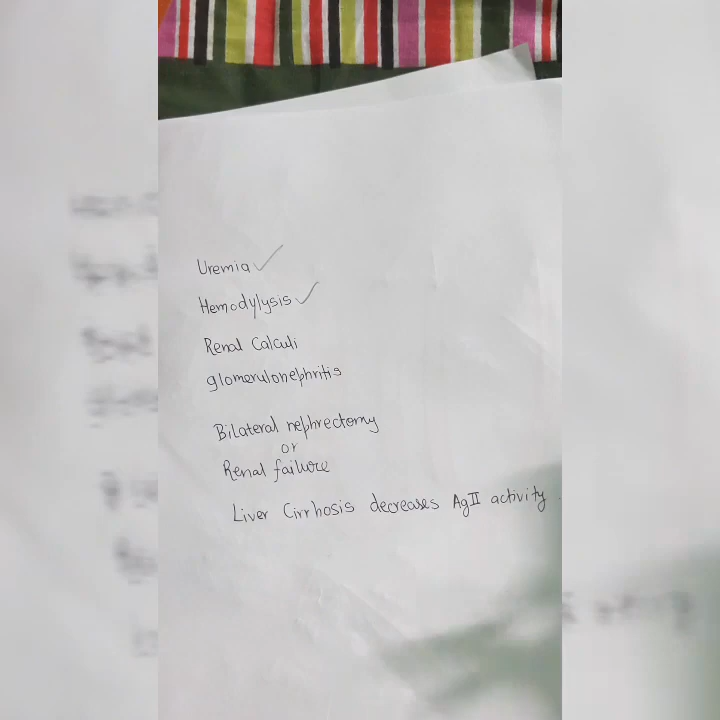 Uremia ✓
Hemodylysis ✓
Renal Calculi
glomerulonephritis
Bilateral nephrectomy
or
Renal failure
Liver Cirrhosis decreases AgII activity.